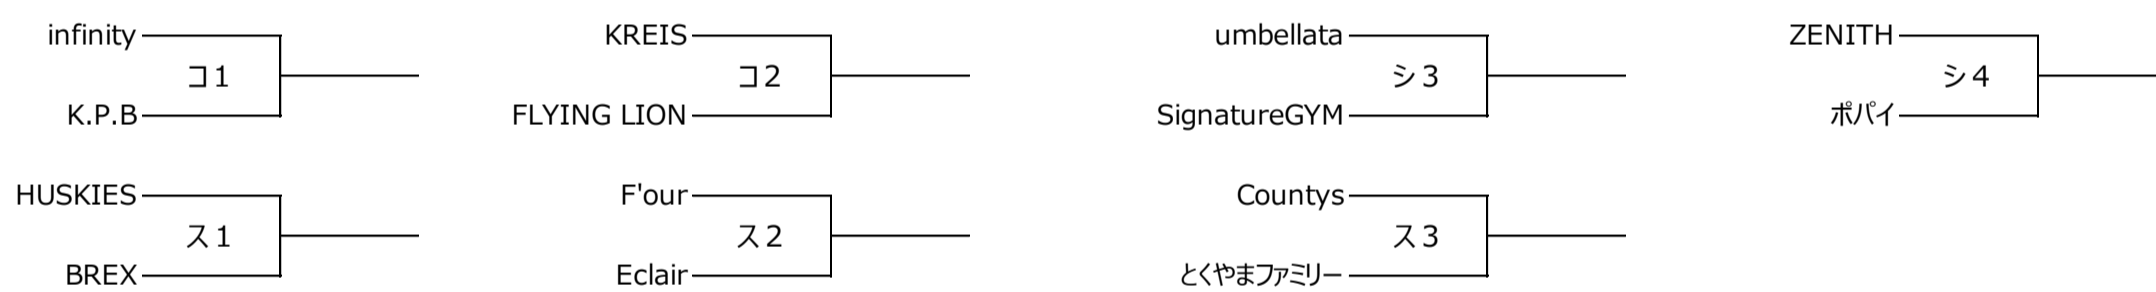 infinity
コ1
K.P.B
KREIS
コ2
FLYING LION
umbellata
シ3
SignatureGYM
ZENITH
シ4
ポパイ
HUSKIES
ス1
BREX
F'our
ス2
Eclair
Countys
ス3
とくやまファミリー